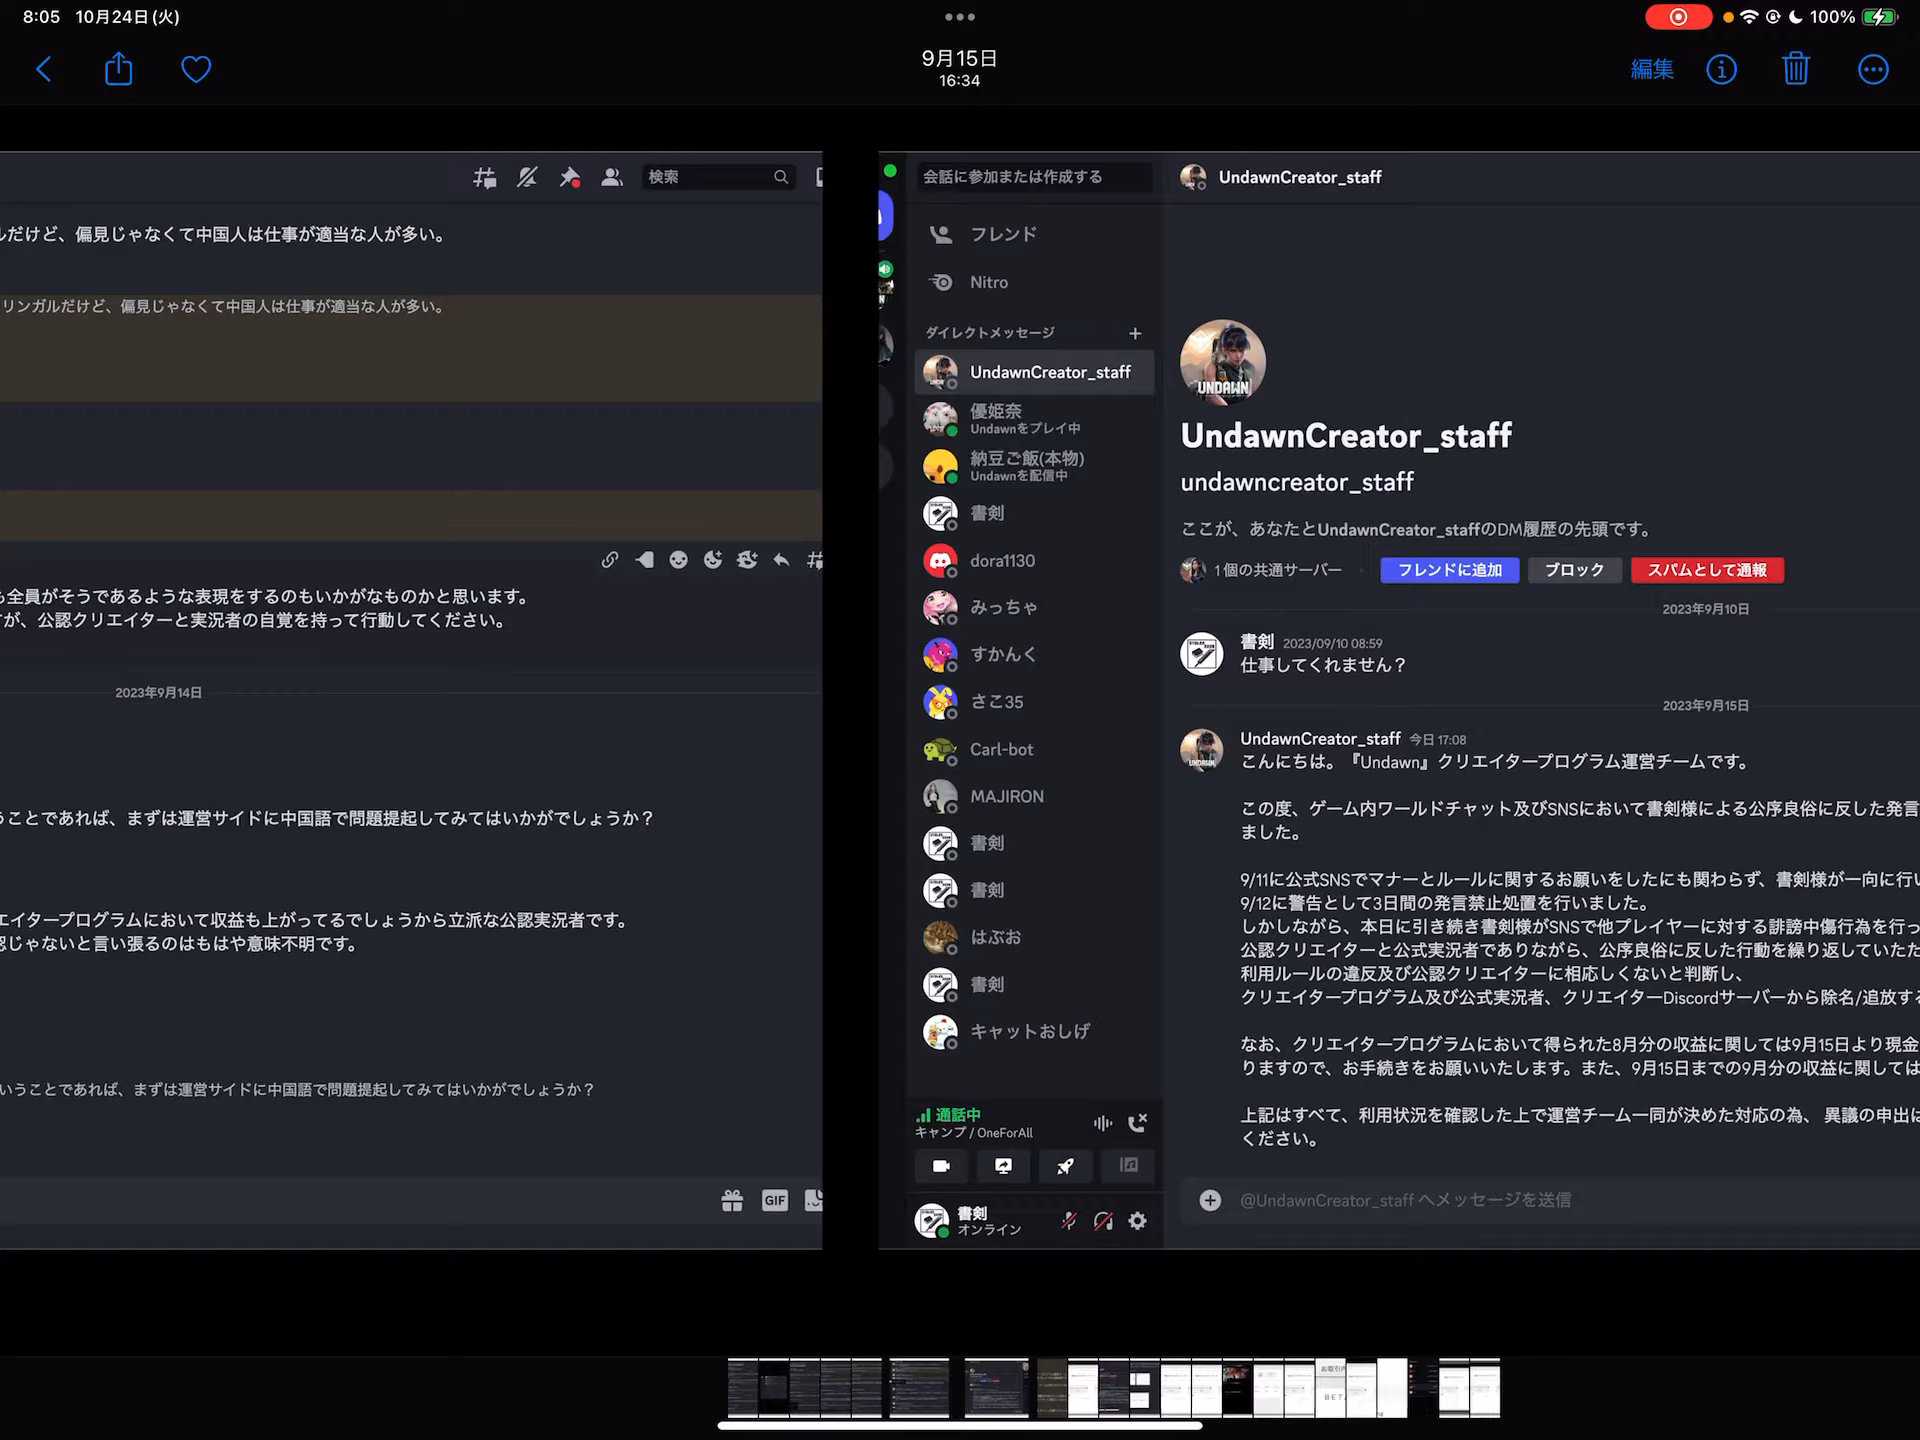 8:05 10月24日(火)
100%
9月15日
16:34
編集
検索
だけど、偏見じゃなくて中国人は仕事が適当な人が多い。
リンガルだけど、偏見じゃなくて中国人は仕事が適当な人が多い。
全員がそうであるような表現をするのもいかがなものかと思います。
が、公認クリエイターと実況者の自覚を持って行動してください。
2023年9月14日
うことであれば、まずは運営サイドに中国語で問題提起してみてはいかがでしょうか？
エイタープログラムにおいて収益も上がってるでしょうから立派な公認実況者です。
認じゃないと言い張るのはもはや意味不明です。
いうことであれば、まずは運営サイドに中国語で問題提起してみてはいかがでしょうか？
GIF
会話に参加または作成する
フレンド
Nitro
ダイレクトメッセージ
UndawnCreator_staff
優姫奈
Undawnをプレイ中
納豆ご飯(本物)
Undawnを配信中
書剣
dora1130
みっちゃ
すかんく
さこ35
Carl-bot
MAJIRON
書剣
書剣
はぶお
書剣
キャットおしげ
通話中
キャンプ / OneForAll
書剣
オンライン
UndawnCreator_staff
UNDAWN
UndawnCreator_staff
undawncreator_staff
ここが、あなたとUndawnCreator_staffのDM履歴の先頭です。
1個の共通サーバー
フレンドに追加
ブロック
スパムとして通報
2023年9月10日
書剣 2023/09/10 08:59
仕事してくれません？
2023年9月15日
UndawnCreator_staff 今日 17:08
こんにちは。『Undawn』クリエイタープログラム運営チームです。
この度、ゲーム内ワールドチャット及びSNSにおいて書剣様による公序良俗に反した発言
ました。
9/11に公式SNSでマナーとルールに関するお願いをしたにも関わらず、書剣様が一向に行い
9/12に警告として3日間の発言禁止処置を行いました。
しかしながら、本日に引き続き書剣様がSNSで他プレイヤーに対する誹謗中傷行為を行っ
公認クリエイターと公式実況者でありながら、公序良俗に反した行動を繰り返していただ
利用ルールの違反及び公認クリエイターに相応しくないと判断し、
クリエイタープログラム及び公式実況者、クリエイターDiscordサーバーから除名/追放する
なお、クリエイタープログラムにおいて得られた8月分の収益に関しては9月15日より現金
りますので、お手続きをお願いいたします。また、9月15日までの9月分の収益に関しては
上記はすべて、利用状況を確認した上で運営チーム一同が決めた対応の為、異議の申出は
ください。
@UndawnCreator_staff へメッセージを送信